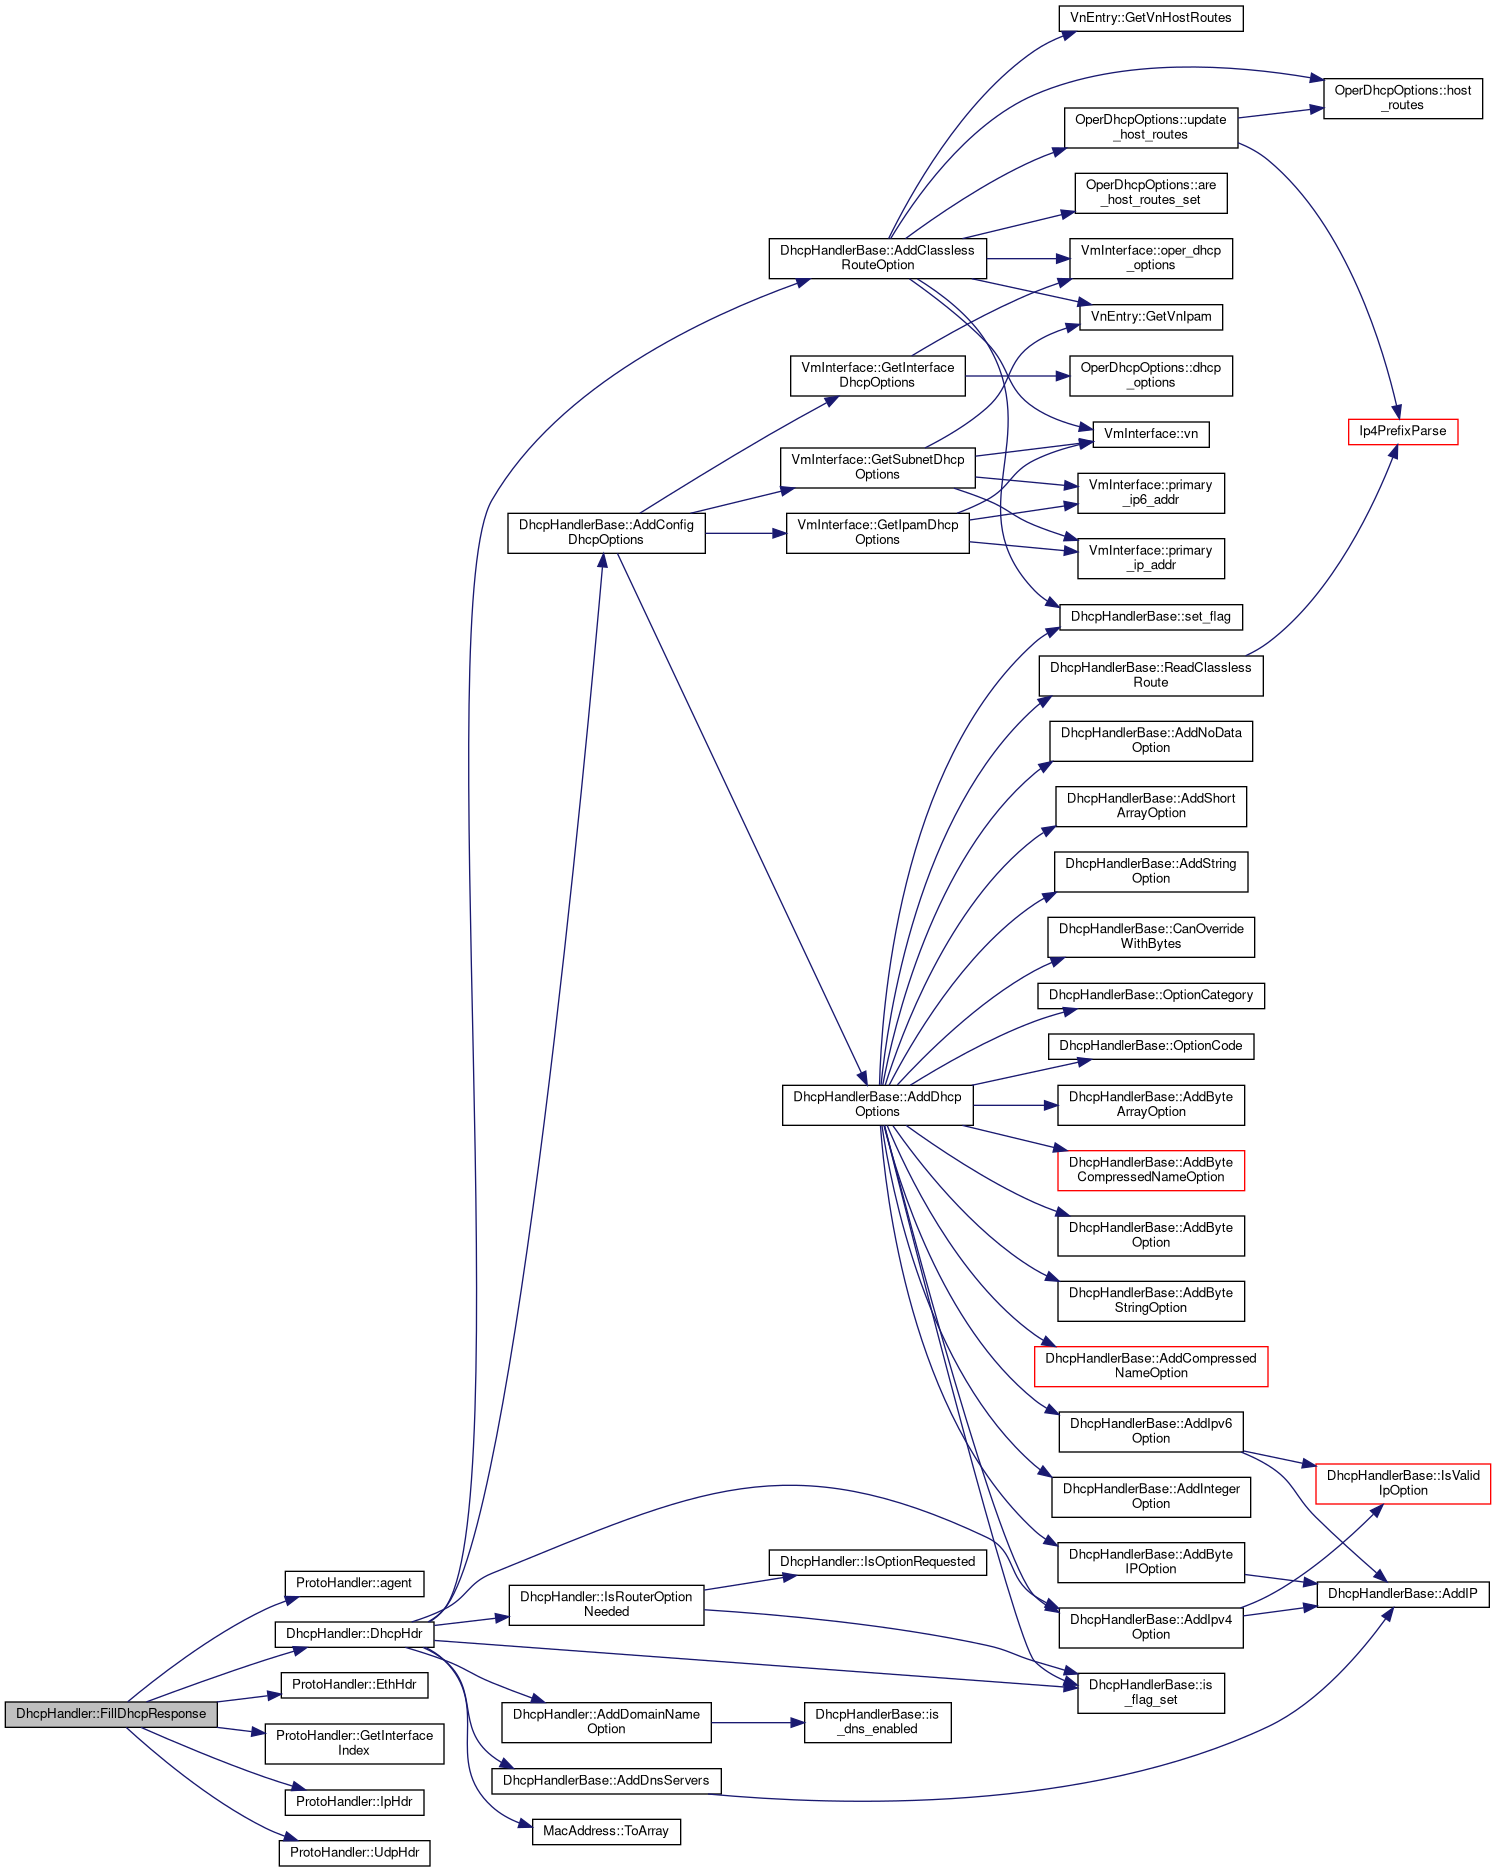 VnEntry::GetVnHostRoutes
OperDhcpOptions::host
_routes
OperDhcpOptions::update
_host_routes
OperDhcpOptions::are
_host_routes_set
DhcpHandlerBase::AddClassless
RouteOption
VmInterface::oper_dhcp
_options
VnEntry::GetVnIpam
VmInterface::GetInterface
DhcpOptions
OperDhcpOptions::dhcp
_options
VmInterface::vn
Ip4PrefixParse
VmInterface::GetSubnetDhcp
Options
VmInterface::primary
_ip6_addr
DhcpHandlerBase::AddConfig
DhcpOptions
VmInterface::GetIpamDhcp
Options
VmInterface::primary
_ip_addr
DhcpHandlerBase::set_flag
DhcpHandlerBase::ReadClassless
Route
DhcpHandlerBase::AddNoData
Option
DhcpHandlerBase::AddShort
ArrayOption
DhcpHandlerBase::AddString
Option
DhcpHandlerBase::CanOverride
WithBytes
DhcpHandlerBase::OptionCategory
DhcpHandlerBase::OptionCode
DhcpHandlerBase::AddDhcp
Options
DhcpHandlerBase::AddByte
ArrayOption
DhcpHandlerBase::AddByte
CompressedNameOption
DhcpHandlerBase::AddByte
Option
DhcpHandlerBase::AddByte
StringOption
DhcpHandlerBase::AddCompressed
NameOption
DhcpHandlerBase::AddIpv6
Option
DhcpHandlerBase::IsValid
IpOption
DhcpHandlerBase::AddInteger
Option
DhcpHandlerBase::AddByte
IPOption
DhcpHandlerBase::AddIP
DhcpHandler::IsOptionRequested
ProtoHandler::agent
DhcpHandler::IsRouterOption
Needed
DhcpHandler::DhcpHdr
DhcpHandlerBase::AddIpv4
Option
ProtoHandler::EthHdr
DhcpHandlerBase::is
_flag_set
DhcpHandler::FillDhcpResponse
DhcpHandler::AddDomainName
Option
DhcpHandlerBase::is
_dns_enabled
ProtoHandler::GetInterface
Index
DhcpHandlerBase::AddDnsServers
ProtoHandler::IpHdr
MacAddress::ToArray
ProtoHandler::UdpHdr